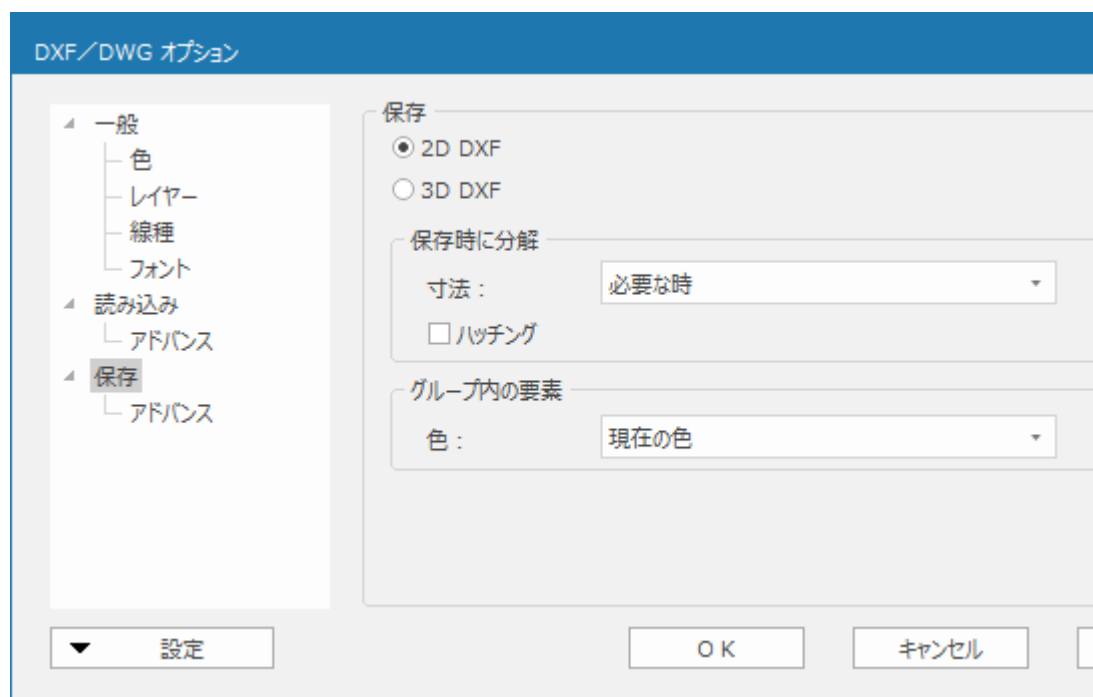 DXF／DWG オプション
一般
色
レイヤー
線種
フォント
読み込み
アドバンス
保存
アドバンス
保存
2D DXF
3D DXF
保存時に分解
寸法： 必要な時
ハッチング
グループ内の要素
色： 現在の色
設定 ＯＫ キャンセル